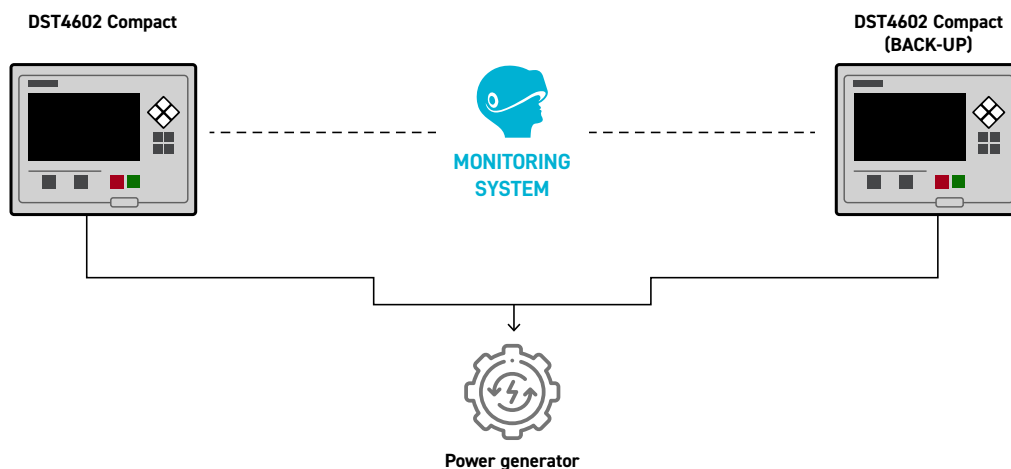 DST4602 Compact
DST4602 Compact
(BACK-UP)
MONITORING
SYSTEM
Power generator